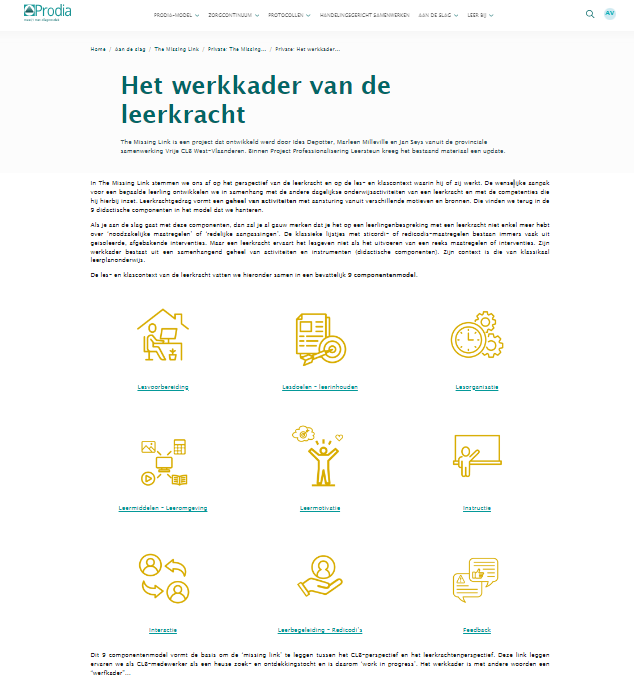 Prodia
PRODIA-MODEL
ZORGCONTINUÜM
PROTOCOLLEN
HANDELINGSGERICHT SAMENWERKEN
AAN DE SLAG
LEER BIJ
Home / Aan de slag / The Missing Link / Private: The Missing... / Private: Het werkkader...
Het werkkader van de
leerkracht
The Missing Link is een project dat ontwikkeld werd door Ides Depotter, Marleen Milleville en Jan Seys vanuit de provinciale
samenwerking Vrije CLB West-Vlaanderen. Binnen Project Professionalisering Leersteun kreeg het bestaand materiaal een update.
In The Missing Link stemmen we ons af op het perspectief van de leerkracht en op de les- en klascontext waarin hij of zij werkt. De wenselijke aanpak
voor een bepaalde leerling ontwikkelen we in samenhang met de andere dagelijkse onderwijsactiviteiten van een leerkracht en met de competenties die
hij hierbij inzet. Leerkrachtgedrag vormt een geheel van activiteiten met aansturing vanuit verschillende motieven en bronnen. Die vinden we terug in de
9 didactische componenten in het model dat we hanteren.
Als je aan de slag gaat met deze componenten, dan zal je al gauw merken dat je het op een leerlingenbespreking met een leerkracht niet enkel meer hebt
over 'noodzakelijke maatregelen' of 'redelijke aanpassingen'. De klassieke lijstjes met sticordi- of redicodis-maatregelen bestaan immers vaak uit
geïsoleerde, afgebakende interventies. Maar een leerkracht ervaart het lesgeven niet als het uitvoeren van een reeks maatregelen of interventies. Zijn
werkkader bestaat uit een samenhangend geheel van activiteiten en instrumenten (didactische componenten). Zijn context is die van klassikaal
leerplanonderwijs.
De les- en klascontext van de leerkracht vatten we hieronder samen in een bevattelijk 9 componentenmodel.
Lesvoorbereiding
Lesdoelen - leerinhouden
Lesorganisatie
Leermiddelen - Leeromgeving
Leermotivatie
Instructie
Interactie
Leerbegeleiding - Redicodi's
Feedback
Dit 9 componentenmodel vormt de basis om de 'missing link' te leggen tussen het CLB-perspectief en het leerkrachtenperspectief. Deze link leggen
ervaren we als CLB-medewerker als een heuse zoek- en ontdekkingstocht en is daarom 'work in progress'. Het werkkader is met andere woorden een
"werfkader"...